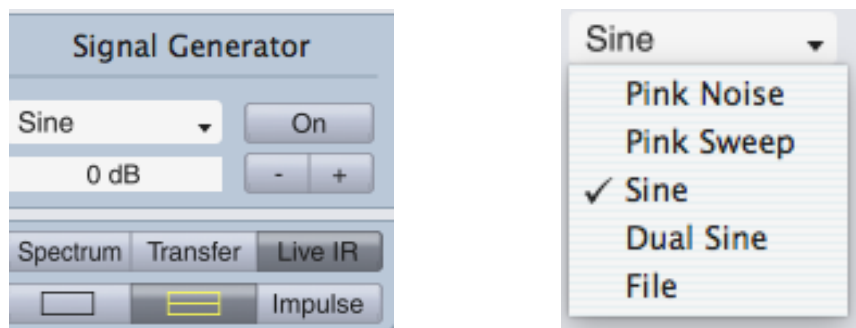 Signal Generator
Sine On
0 dB - +
Spectrum Transfer Live IR
Impulse
Sine
Pink Noise
Pink Sweep
✓ Sine
Dual Sine
File